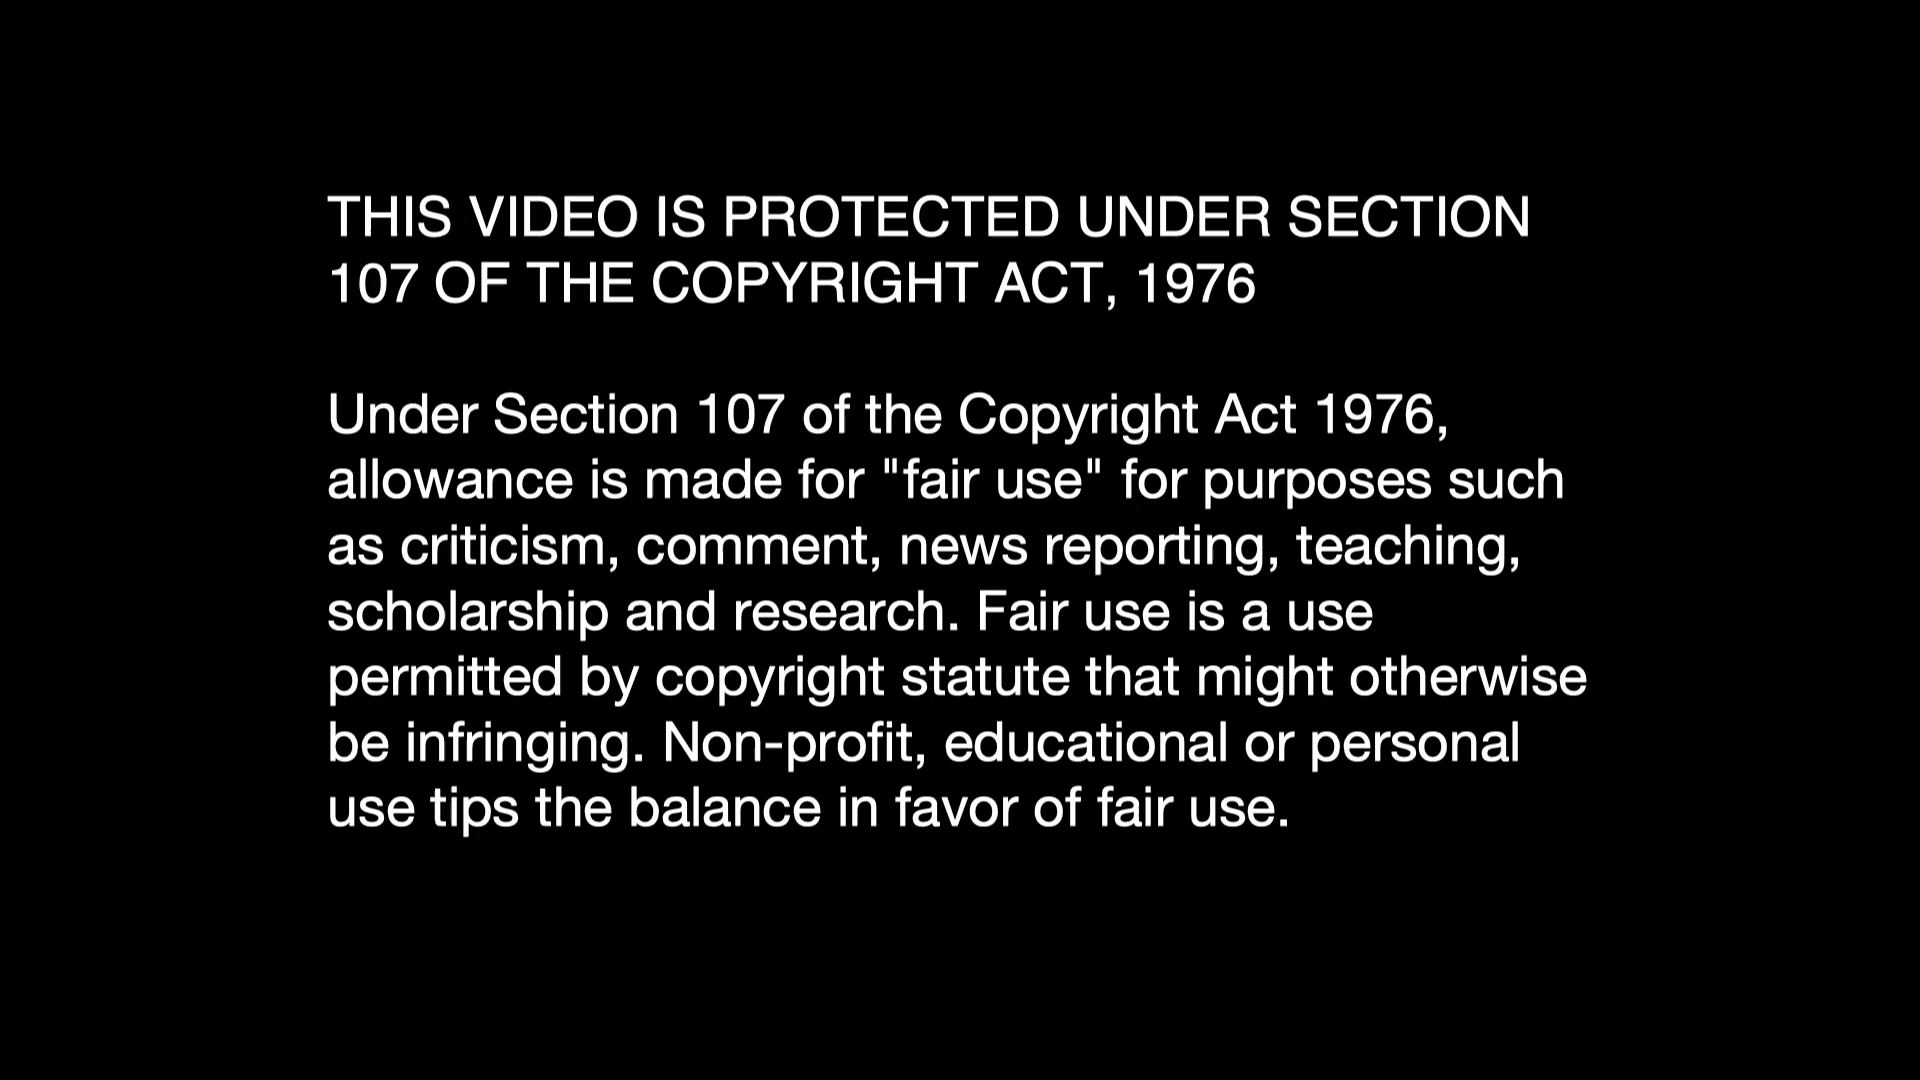 THIS VIDEO IS PROTECTED UNDER SECTION
107 OF THE COPYRIGHT ACT, 1976
Under Section 107 of the Copyright Act 1976,
allowance is made for "fair use" for purposes such
as criticism, comment, news reporting, teaching,
scholarship and research. Fair use is a use
permitted by copyright statute that might otherwise
be infringing. Non-profit, educational or personal
use tips the balance in favor of fair use.